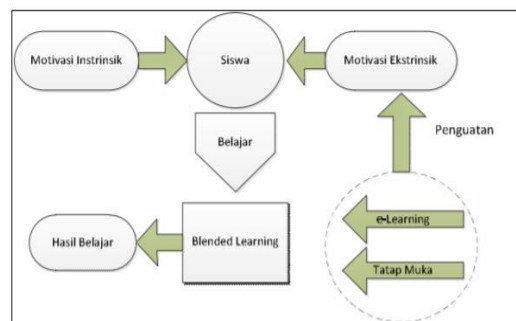 Motivasi Instrinsik
Siswa
Motivasi Ekstrinsik
Belajar
Penguatan
e-Learning
Tatap Muka
Hasil Belajar
Blended Learning